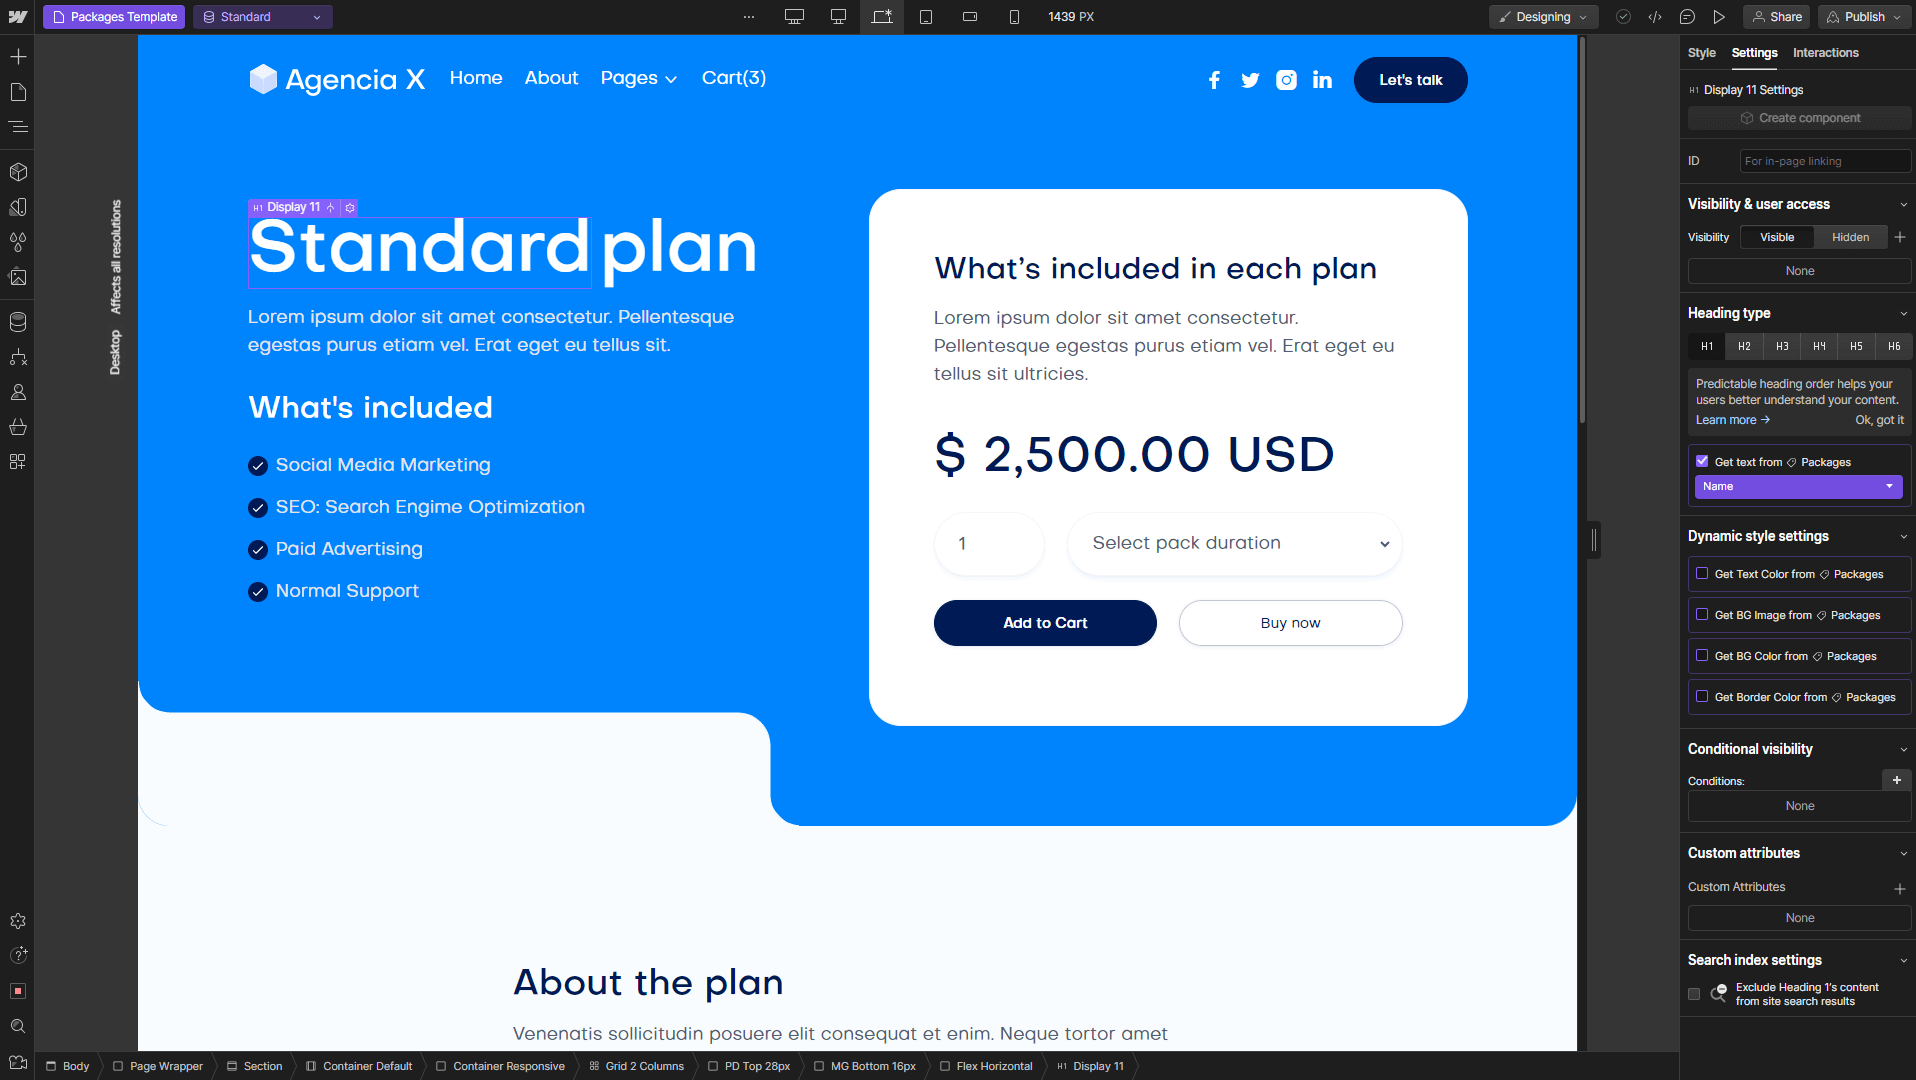 Packages Template
Standard
1439 PX
Designing
Share
Publish
Agencia X
Home
About
Pages
Cart(3)
Let's talk
Affects all resolutions
Desktop
H1 Display 11
Standard plan
Lorem ipsum dolor sit amet consectetur. Pellentesque
egestas purus etiam vel. Erat eget eu tellus sit.
What's included
Social Media Marketing
SEO: Search Engime Optimization
Paid Advertising
Normal Support
What’s included in each plan
Lorem ipsum dolor sit amet consectetur.
Pellentesque egestas purus etiam vel. Erat eget eu
tellus sit ultricies.
$ 2,500.00 USD
1
Select pack duration
Add to Cart
Buy now
About the plan
Venenatis sollicitudin posuere elit consequat et enim. Neque tortor amet
Style
Settings
Interactions
H1 Display 11 Settings
Create component
ID
For in-page linking
Visibility & user access
Visibility
Visible
Hidden
None
Heading type
H1
H2
H3
H4
H5
H6
Predictable heading order helps your
users better understand your content.
Learn more →
Ok, got it
Get text from Packages
Name
Dynamic style settings
Get Text Color from Packages
Get BG Image from Packages
Get BG Color from Packages
Get Border Color from Packages
Conditional visibility
Conditions:
None
Custom attributes
Custom Attributes
None
Search index settings
Exclude Heading 1's content
from site search results
Body
Page Wrapper
Section
Container Default
Container Responsive
Grid 2 Columns
PD Top 28px
MG Bottom 16px
Flex Horizontal
H1 Display 11